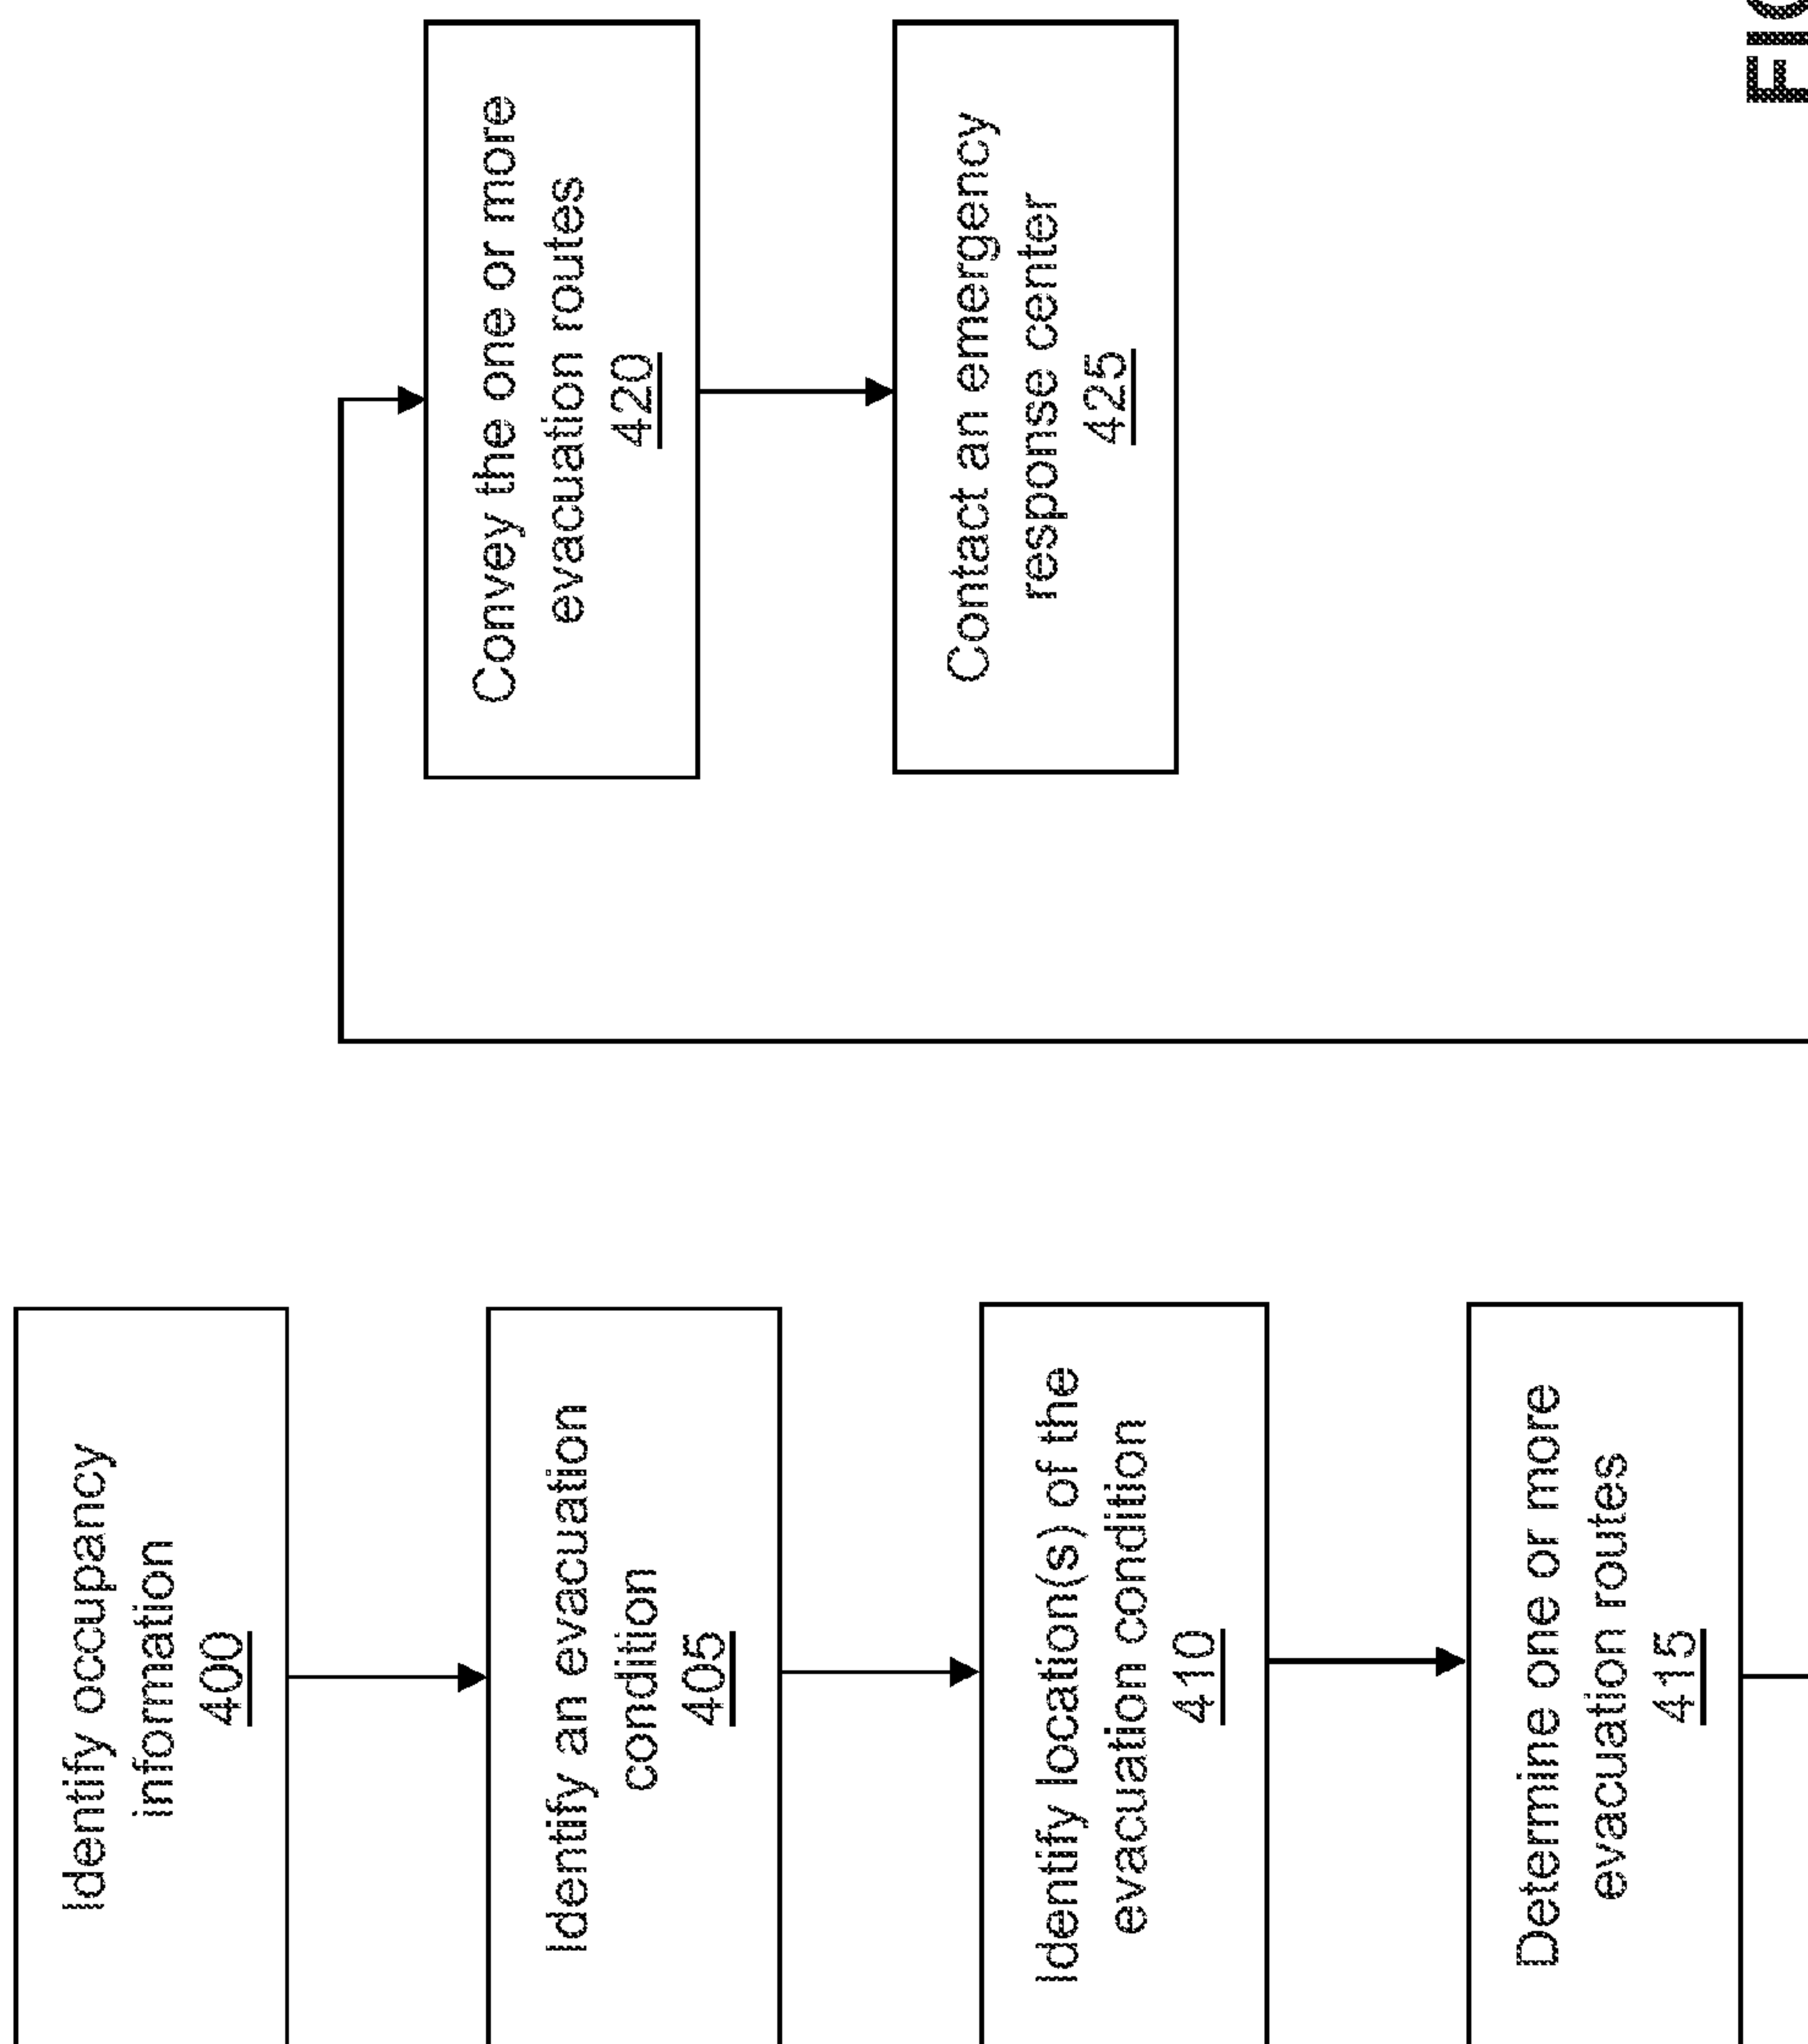 Identify occupancy
information
400
Identify an evacuation
condition
405
Identify location(s) of the
evacuation condition
410
Determine one or more
evacuation routes
415
Convey the one or more
evacuation routes
420
Contact an emergency
response center
425